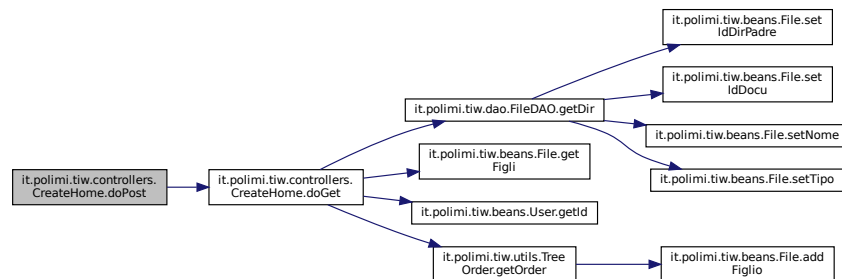 it.polimi.tiw.controllers.
CreateHome.doPost
it.polimi.tiw.controllers.
CreateHome.doGet
it.polimi.tiw.dao.FileDAO.getDir
it.polimi.tiw.beans.File.get
Figli
it.polimi.tiw.beans.User.getId
it.polimi.tiw.utils.Tree
Order.getOrder
it.polimi.tiw.beans.File.set
IdDirPadre
it.polimi.tiw.beans.File.set
IdDocu
it.polimi.tiw.beans.File.setNome
it.polimi.tiw.beans.File.setTipo
it.polimi.tiw.beans.File.add
Figlio